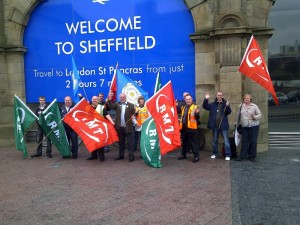 WELCOME
TO SHEFFIELD
Travel to London St Pancras from just
2 hours 7 minutes
RMT
RMT
RMT
RMT